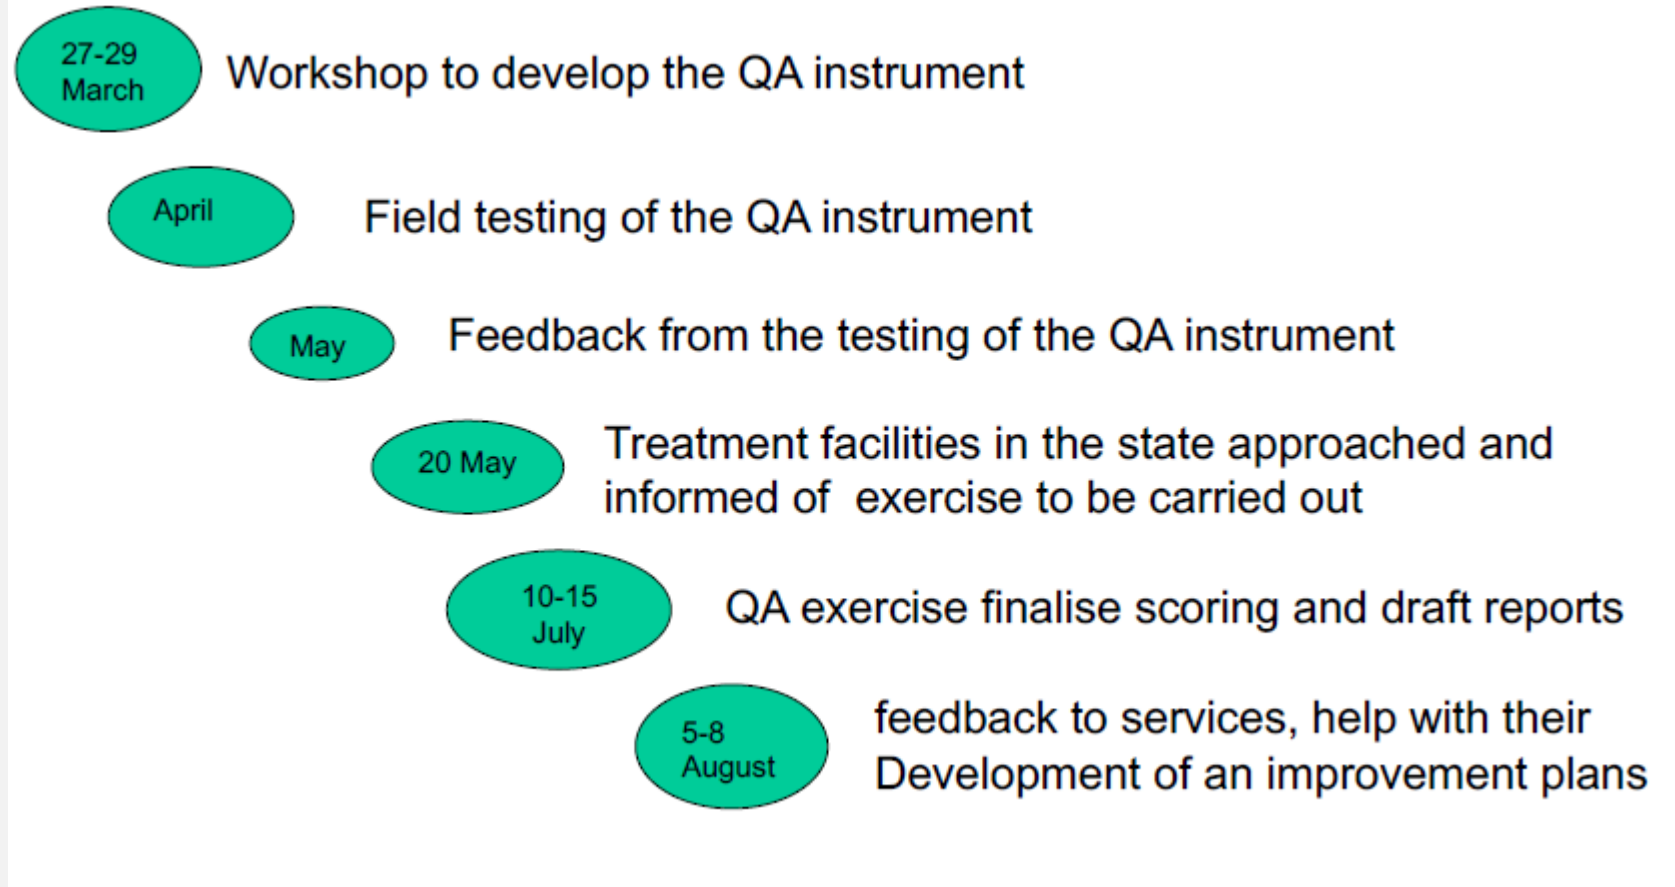 27-29
March
Workshop to develop the QA instrument
April
Field testing of the QA instrument
May
Feedback from the testing of the QA instrument
20 May
Treatment facilities in the state approached and
informed of  exercise to be carried out
10-15
July
QA exercise finalise scoring and draft reports
5-8
August
feedback to services, help with their
Development of an improvement plans